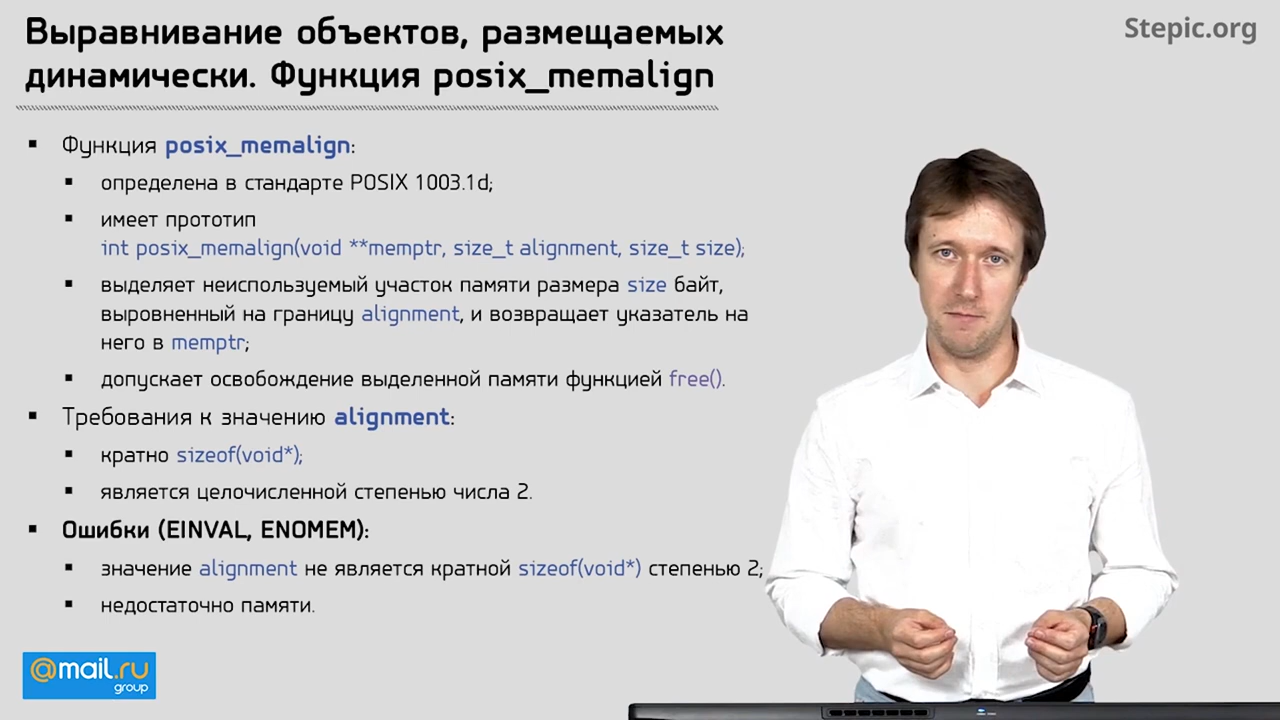 Выравнивание объектов, размещаемых
динамически. Функция posix_memalign
Stepic.org
▪ Функция posix_memalign:
▪ определена в стандарте POSIX 1003.1d;
▪ имеет прототип
int posix_memalign(void **memptr, size_t alignment, size_t size);
▪ выделяет неиспользуемый участок памяти размера size байт,
выровненный на границу alignment, и возвращает указатель на
него в memptr;
▪ допускает освобождение выделенной памяти функцией free().
▪ Требования к значению alignment:
▪ кратно sizeof(void*);
▪ является целочисленной степенью числа 2.
▪ Ошибки (EINVAL, ENOMEM):
▪ значение alignment не является кратной sizeof(void*) степенью 2;
▪ недостаточно памяти.
@mail.ru
group